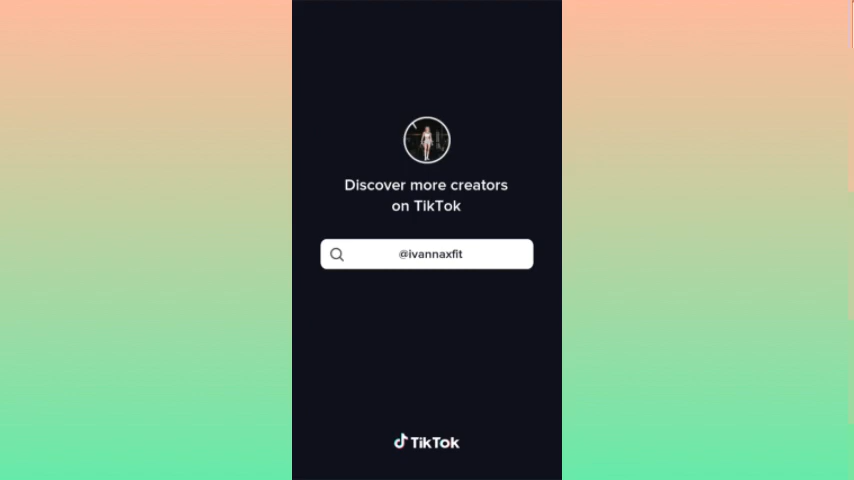 Discover more creators
on TikTok
@ivannaxfit
TikTok